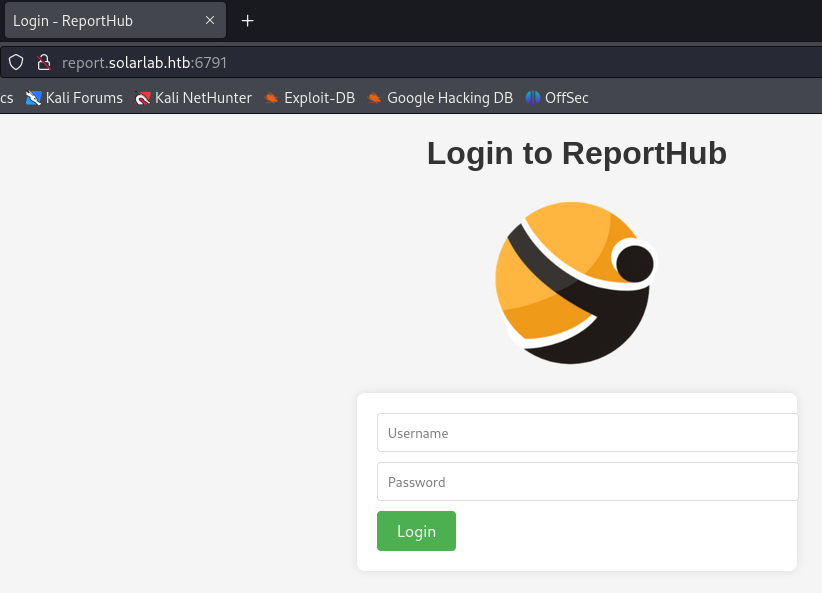 Login - ReportHub
report.solarlab.htb:6791
cs Kali Forums Kali NetHunter Exploit-DB Google Hacking DB OffSec
Login to ReportHub
Username
Password
Login